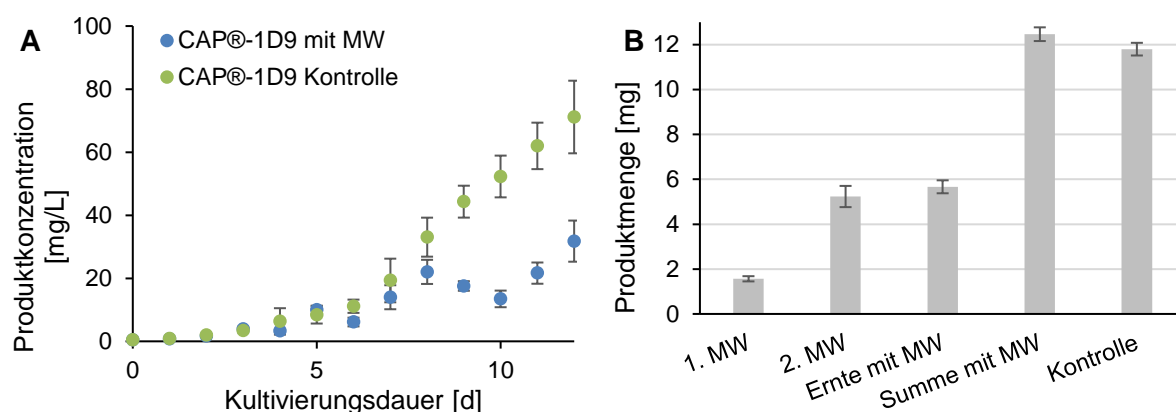 A
CAP®-1D9 mit MW
CAP®-1D9 Kontrolle
Produktkonzentration
[mg/L]
100
80
60
40
20
0
0
5
10
Kultivierungsdauer [d]
B
Produktmenge [mg]
12
10
8
6
4
2
0
1. MW
2. MW
Ernte mit MW
Summe mit MW
Kontrolle